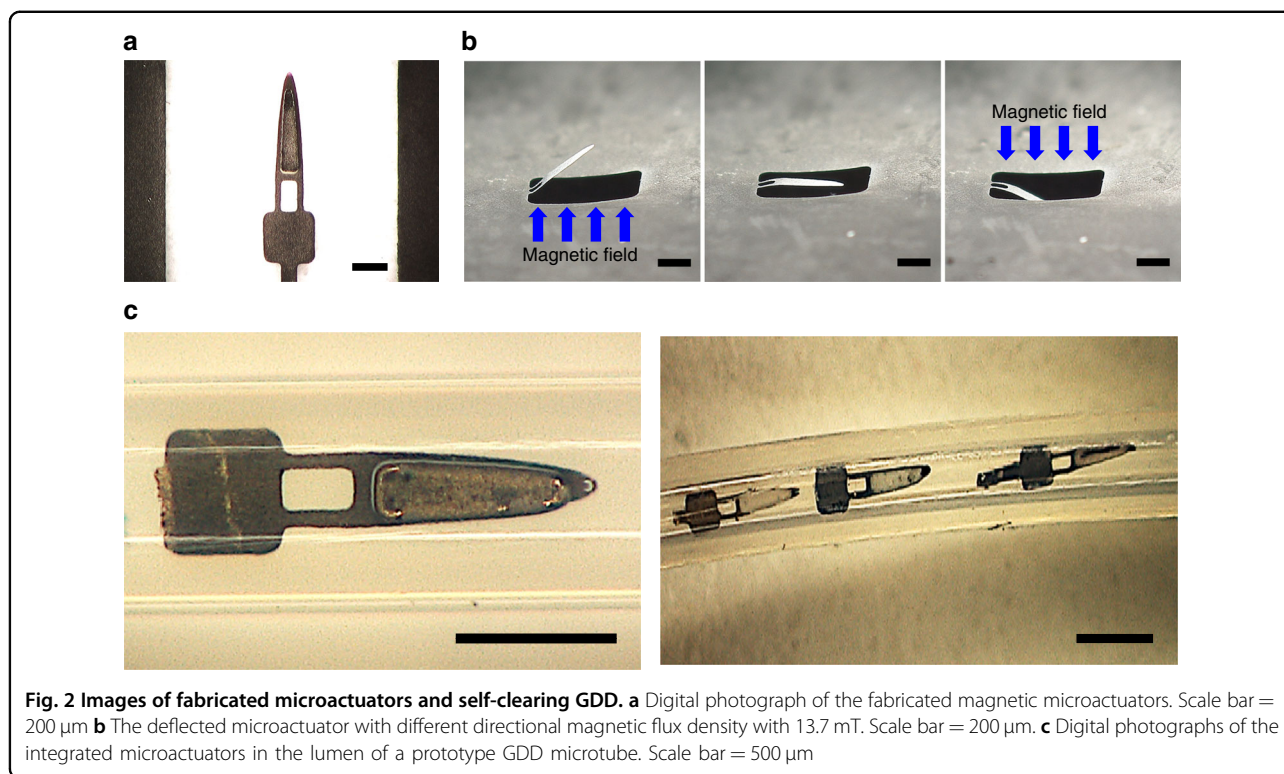 a
b
Magnetic field
Magnetic field
c
Fig. 2 Images of fabricated microactuators and self-clearing GDD. a Digital photograph of the fabricated magnetic microactuators. Scale bar =
200 µm b The deflected microactuator with different directional magnetic flux density with 13.7 mT. Scale bar = 200 µm. c Digital photographs of the
integrated microactuators in the lumen of a prototype GDD microtube. Scale bar = 500 µm